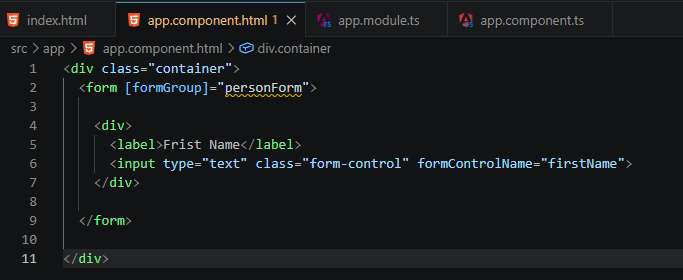 index.html app.component.html 1 × app.module.ts app.component.ts
src > app > app.component.html > div.container
1 <div class="container">
2 <form [formGroup]="personForm">
3
4 <div>
5 <label>Frist Name</label>
6 <input type="text" class="form-control" formControlName="firstName">
7 </div>
8
9 </form>
10
11 </div>